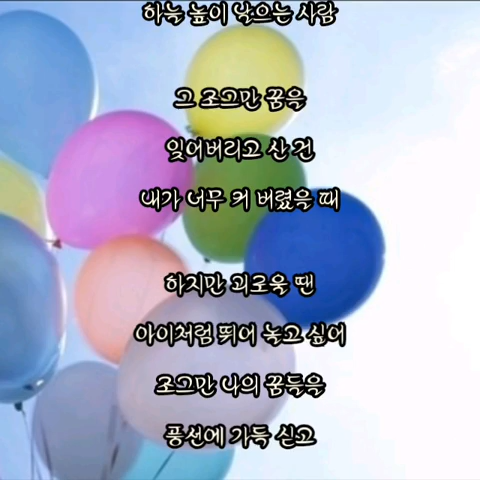 하늘 높이 날으는 사람
그 조그만 꿈을
잊어버리고 산 건
내가 너무 커 버렸을 때
하지만 괴로울 땐
아이처럼 뛰어 놀고 싶어
조그만 나의 꿈들을
풍선에 가득 싣고